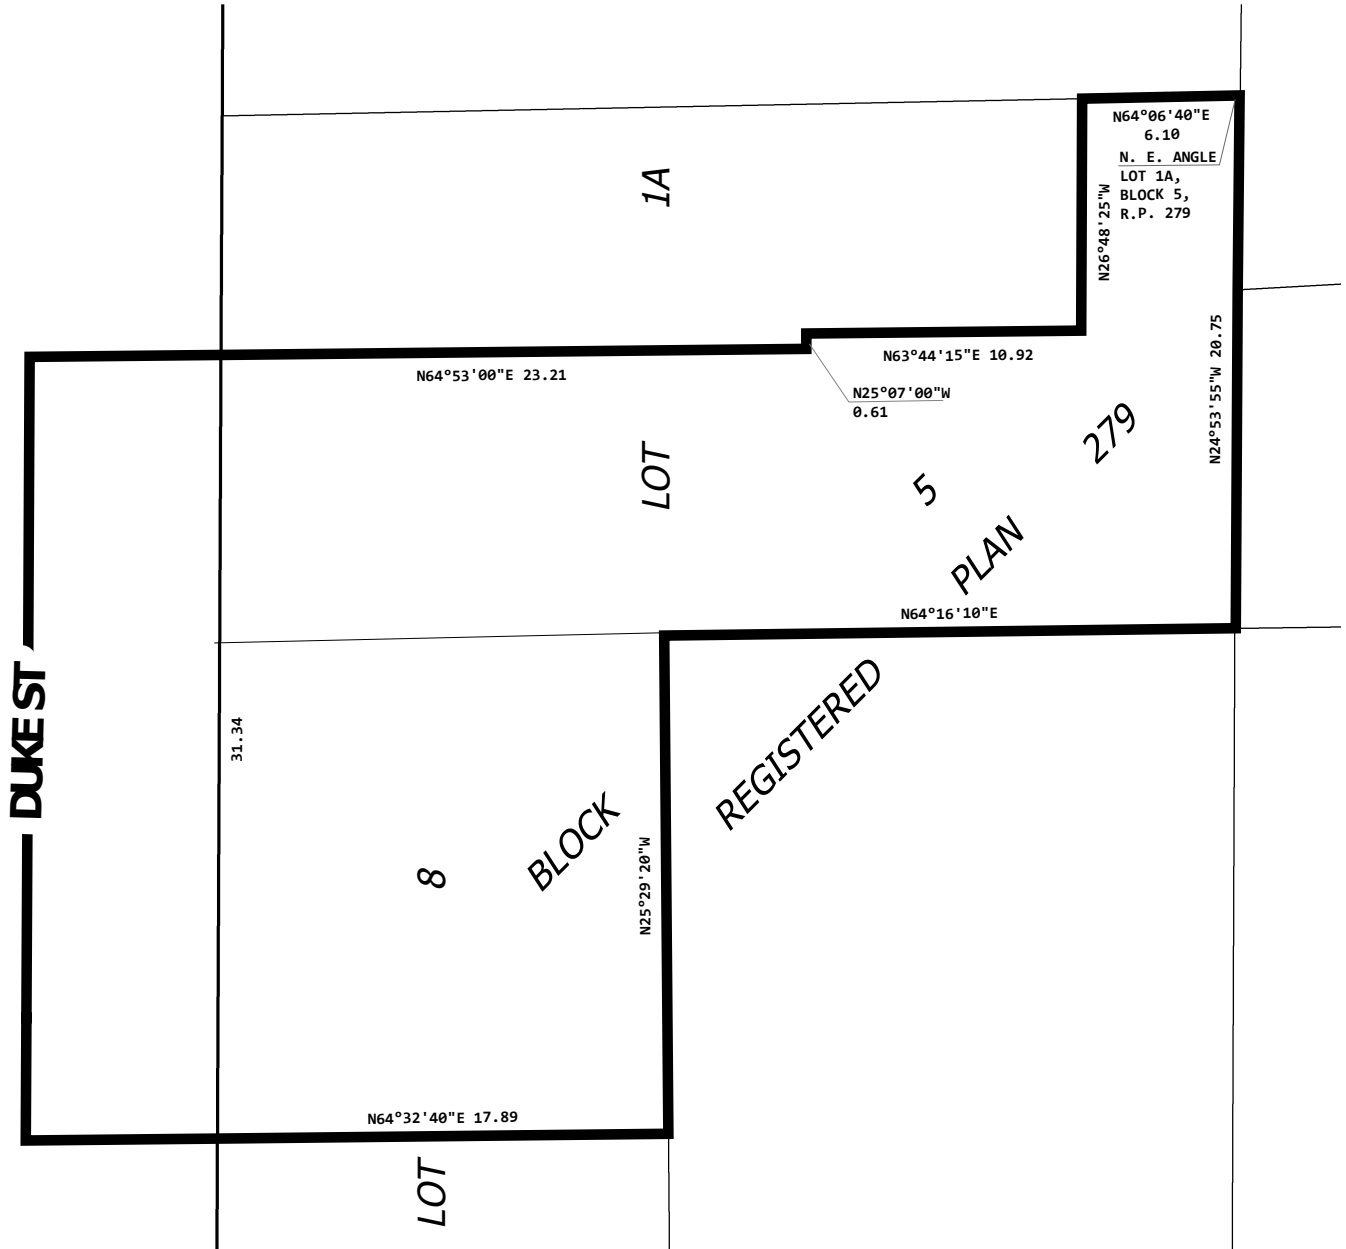 N64°06'40"E
6.10
N. E. ANGLE
LOT 1A,
BLOCK 5,
R.P. 279
1A
N26°48'25"W
N63°44'15"E 10.92
N64°53'00"E 23.21
N25°07'00"W
0.61
N24°53'55"W 20.75
279
LOT
5
PLAN
N64°16'10"E
DUKE ST
31.34
REGISTERED
BLOCK
8
N25°29'20"W
N64°32'40"E 17.89
LOT